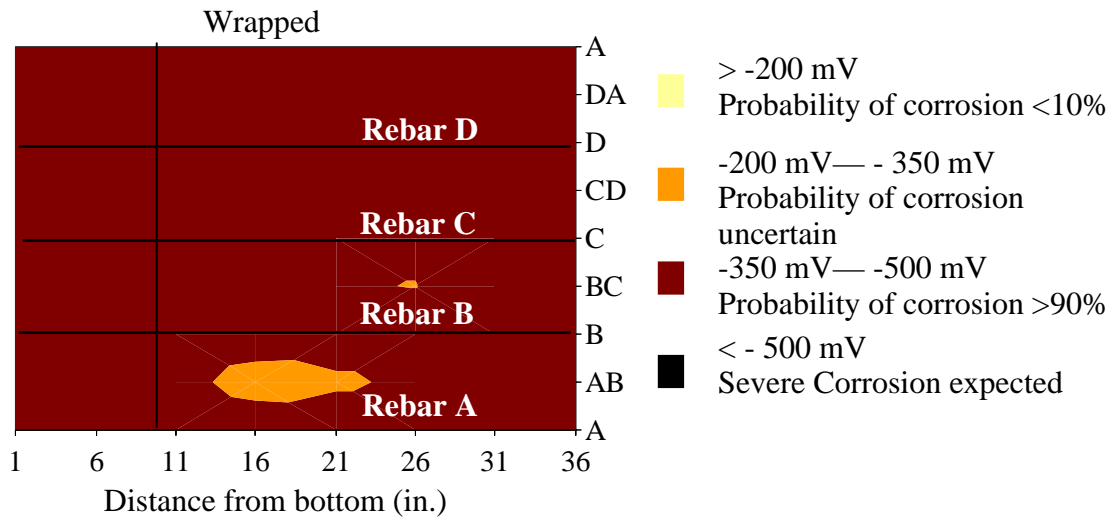 Wrapped
A
DA
Rebar D
D
CD
Rebar C
C
BC
Rebar B
B
AB
Rebar A
A
1 6 11 16 21 26 31 36
Distance from bottom (in.)
> -200 mV
Probability of corrosion <10%
-200 mV— - 350 mV
Probability of corrosion
uncertain
-350 mV— -500 mV
Probability of corrosion >90%
< - 500 mV
Severe Corrosion expected